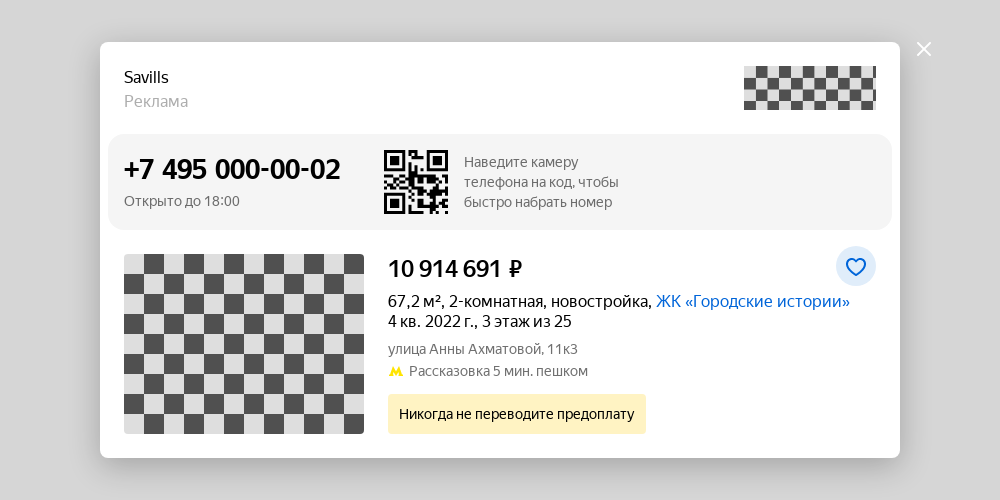 Savills
Реклама
+7 495 000-00-02
Открыто до 18:00
Наведите камеру
телефона на код, чтобы
быстро набрать номер
10 914 691 ₽
67,2 м², 2-комнатная, новостройка, ЖК «Городские истории»
4 кв. 2022 г., 3 этаж из 25
улица Анны Ахматовой, 11к3
Рассказовка 5 мин. пешком
Никогда не переводите предоплату